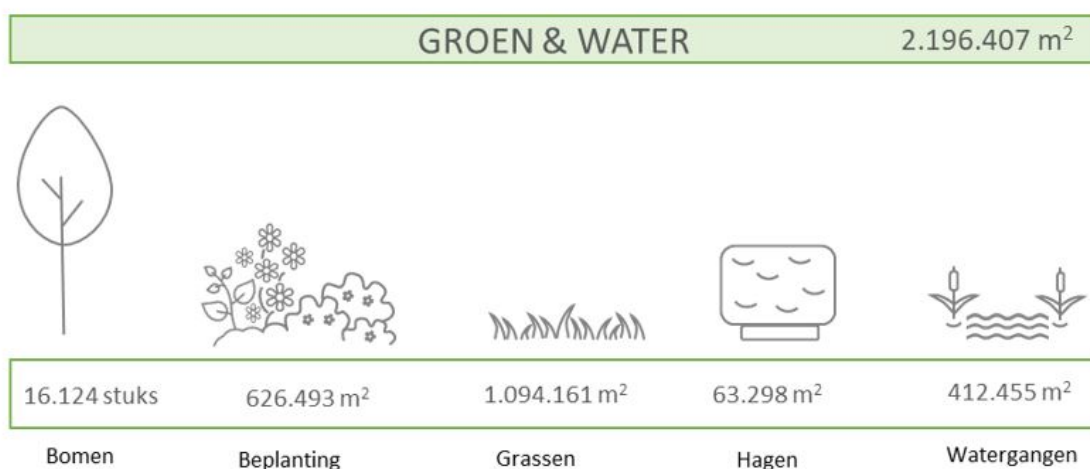 GROEN & WATER 2.196.407 m²
16.124 stuks 626.493 m² 1.094.161 m² 63.298 m² 412.455 m²
Bomen Beplanting Grassen Hagen Watergangen